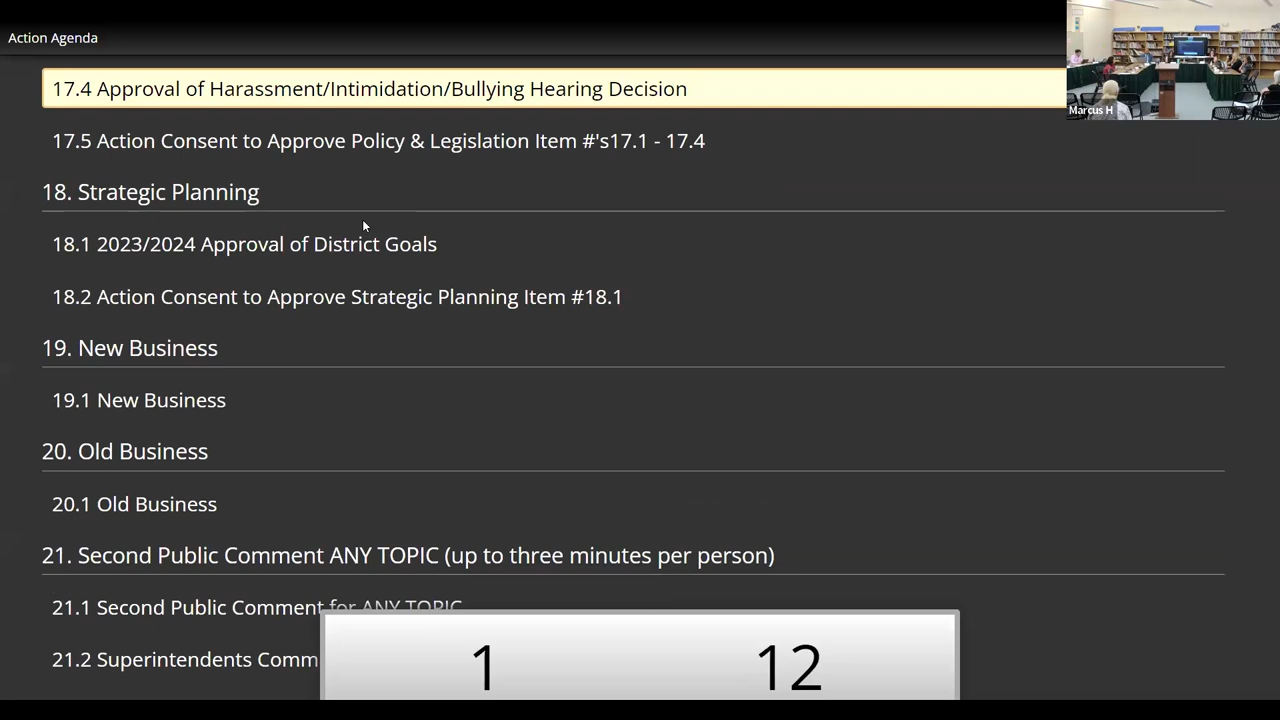 Action Agenda
Marcus H
17.4 Approval of Harassment/Intimidation/Bullying Hearing Decision
17.5 Action Consent to Approve Policy & Legislation Item #'s17.1 - 17.4
18. Strategic Planning
18.1 2023/2024 Approval of District Goals
18.2 Action Consent to Approve Strategic Planning Item #18.1
19. New Business
19.1 New Business
20. Old Business
20.1 Old Business
21. Second Public Comment ANY TOPIC (up to three minutes per person)
21.1 Second Public Comment for ANY TOPIC
21.2 Superintendents Comm
1 12